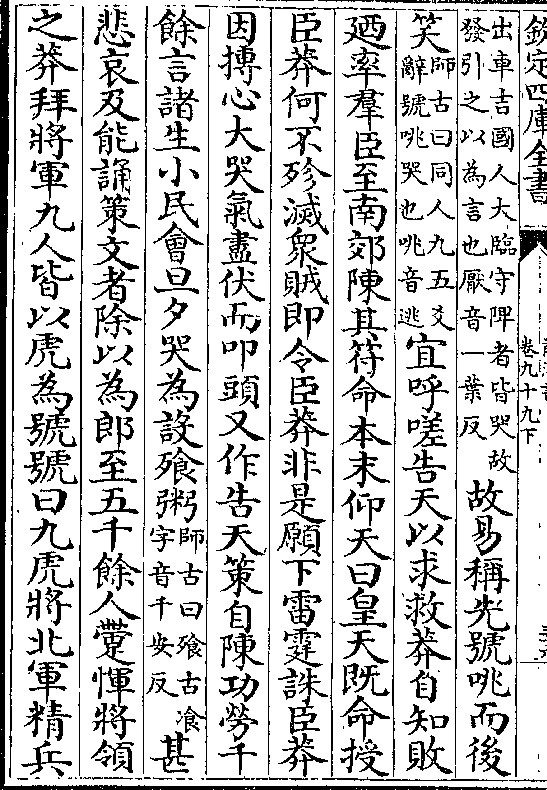 欽定四庫全書
卷九十九下
出車吉國人大臨守陴者皆哭故
發引之以為言也厭音一葉反
故易稱先號咷而後
笑
師古曰同人九五爻
辭號咷哭也咷音逃
宜呼嗟告天以求救莽自知敗
廼率羣臣至南郊陳其符命本末仰天曰皇天既命授
臣莽何不殄滅衆賊即令臣莽非是願下雷霆誅臣莽
因搏心大哭氣盡伏而叩頭又作告天策自陳功勞千
餘言諸生小民會旦夕哭為設飱粥
師古曰飱古飡
字音千安反
甚
悲哀及能誦策文者除以為郎至五千餘人惲將領
之莽拜將軍九人皆以虎為號號曰九虎將北軍精兵